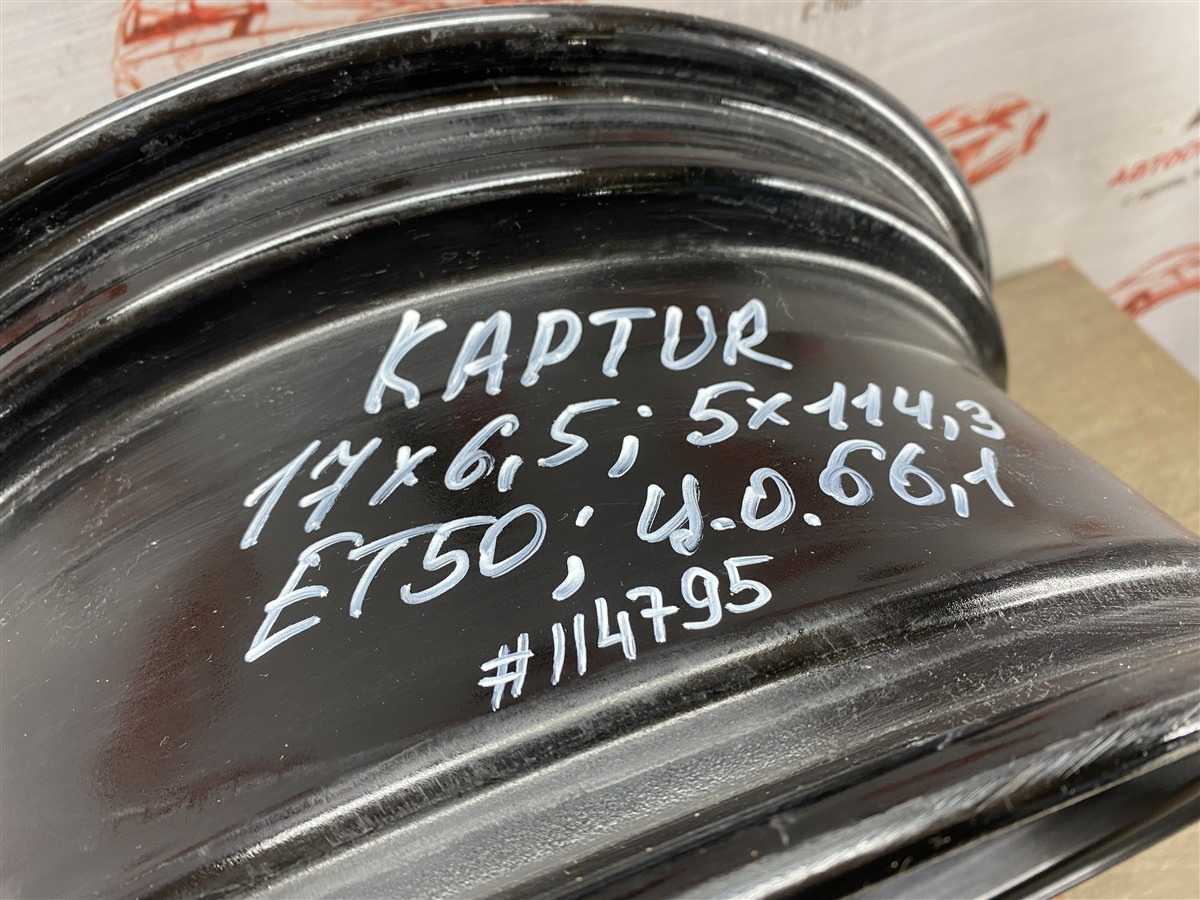 KAPTUR
17x6,5; 5x114,3
ET50; ц.о. 66,1
#114795